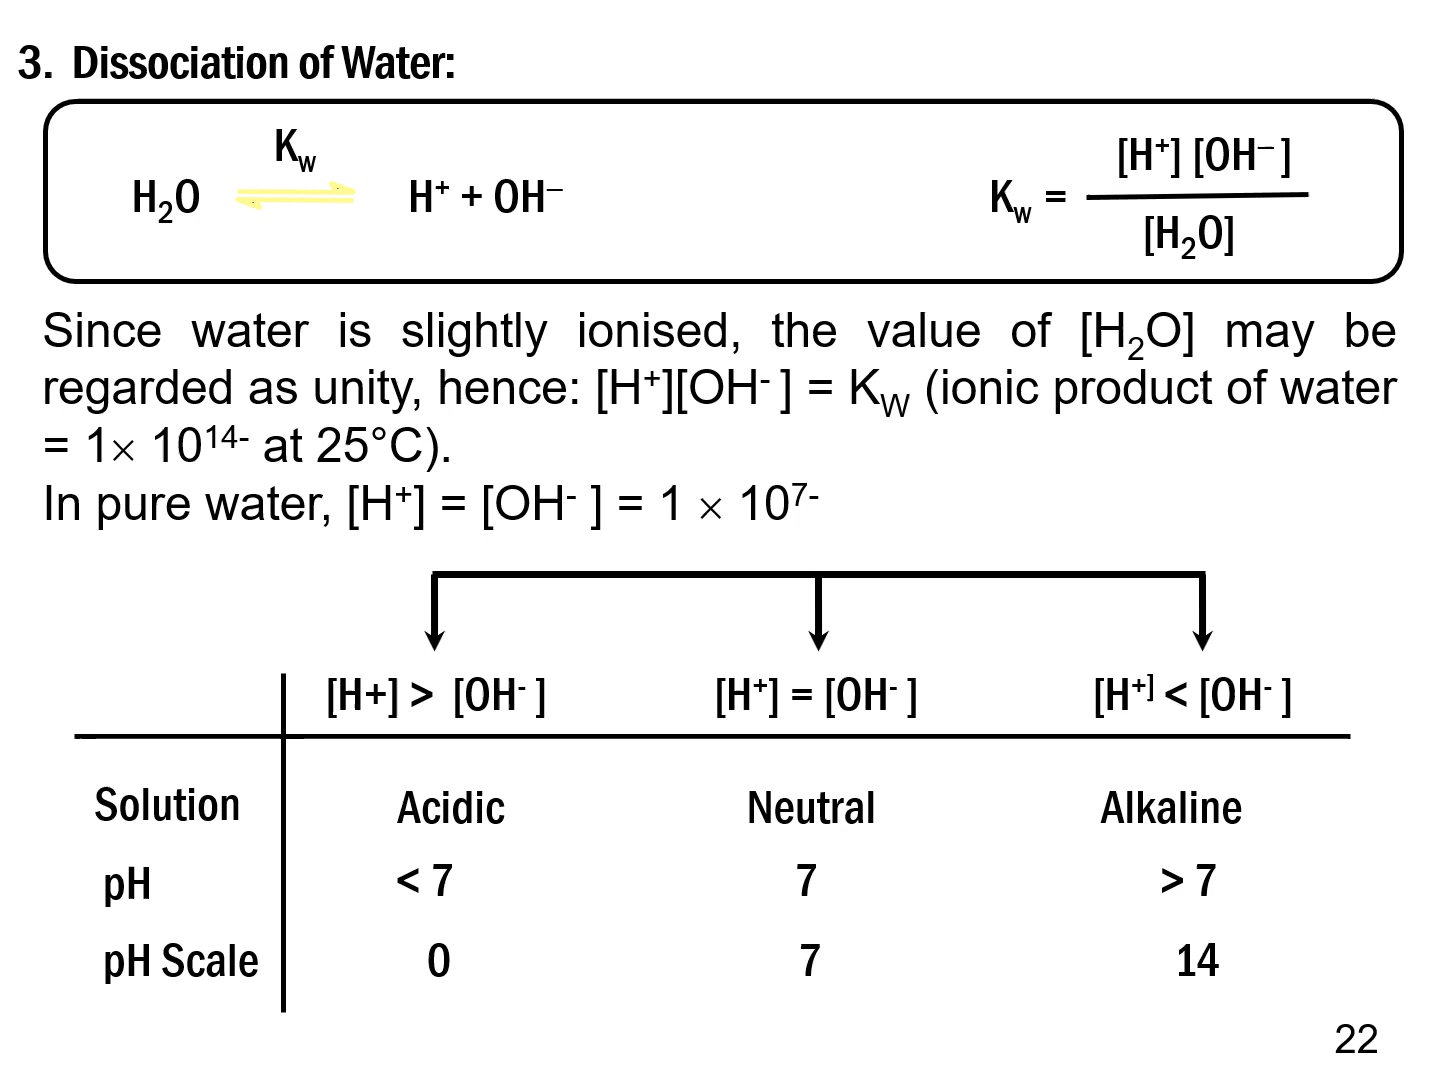 3. Dissociation of Water:
H₂O ⇌ H⁺ + OH⁻
K_w
K_w = [H⁺] [OH⁻ ] / [H₂O]
Since water is slightly ionised, the value of [H₂O] may be
regarded as unity, hence: [H⁺][OH⁻ ] = K_W (ionic product of water
= 1× 10¹⁴⁻ at 25°C).
In pure water, [H⁺] = [OH⁻ ] = 1 × 10⁷⁻
[H+] > [OH⁻ ] [H⁺] = [OH⁻ ] [H⁺] < [OH⁻ ]
Solution Acidic Neutral Alkaline
pH < 7 7 > 7
pH Scale 0 7 14
22